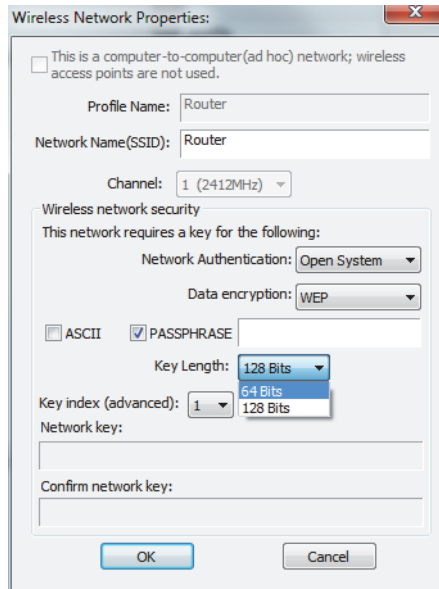 Wireless Network Properties:
This is a computer-to-computer(ad hoc) network; wireless
access points are not used.
Profile Name: Router
Network Name(SSID): Router
Channel: 1 (2412MHz)
Wireless network security
This network requires a key for the following:
Network Authentication: Open System
Data encryption: WEP
ASCII PASSPHRASE
Key Length: 128 Bits
64 Bits
Key index (advanced): 1 128 Bits
Network key:
Confirm network key:
OK Cancel